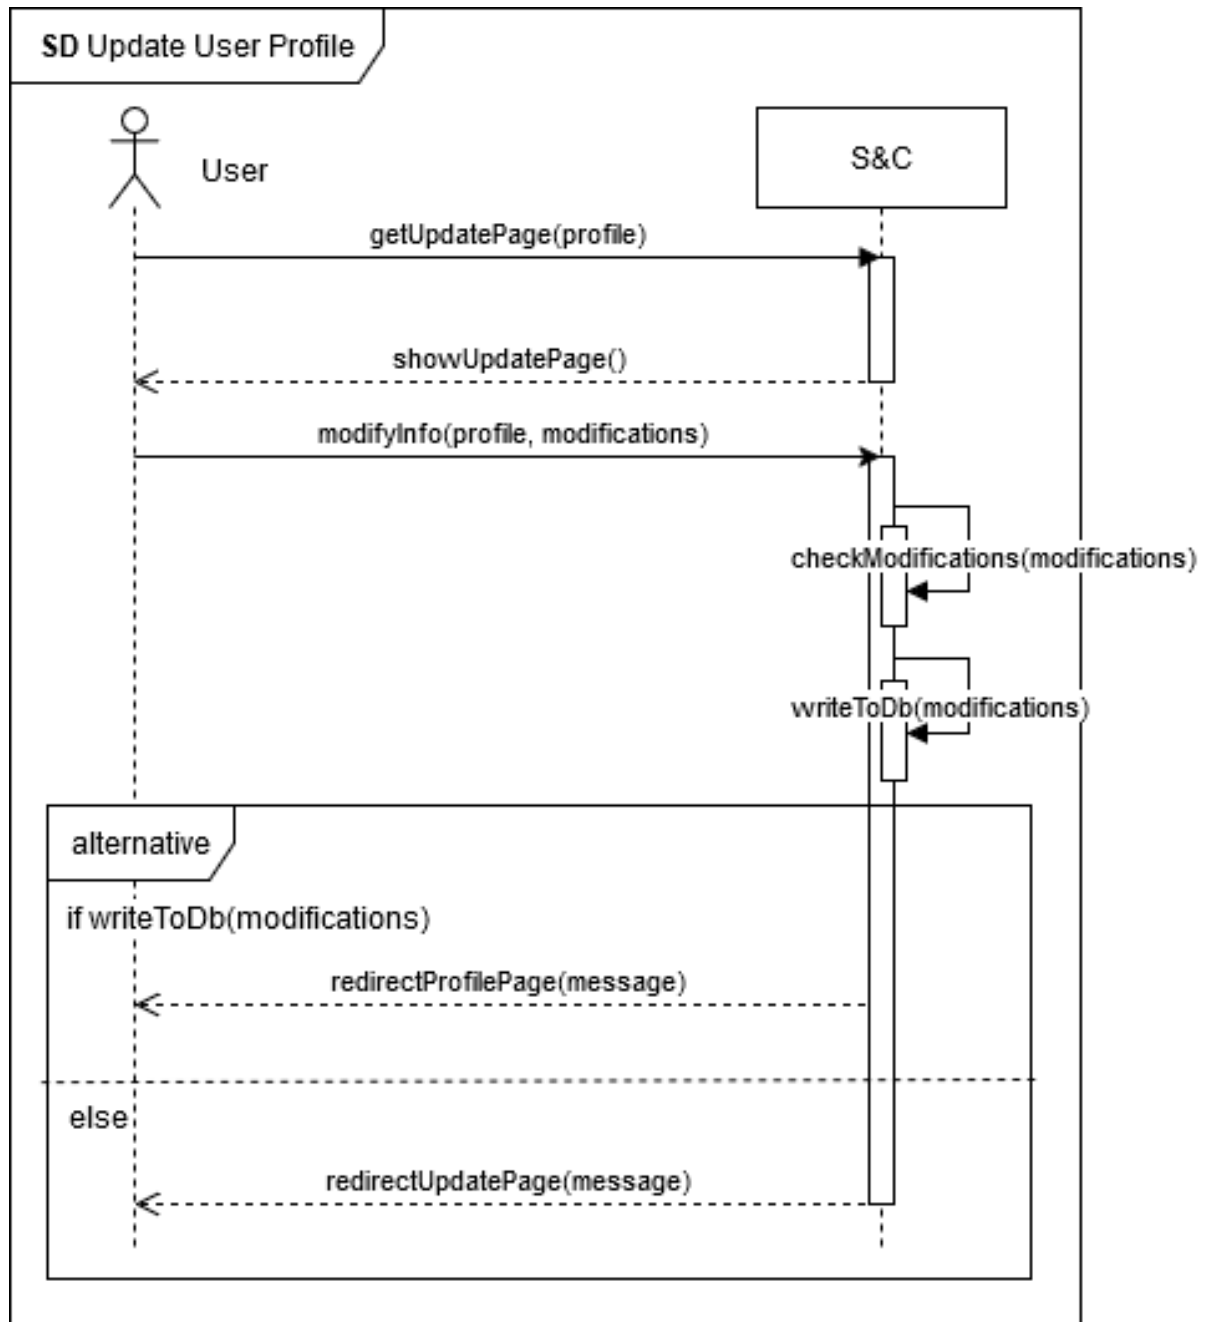 SD Update User Profile
User
S&C
getUpdatePage(profile)
showUpdatePage()
modifyInfo(profile, modifications)
checkModifications(modifications)
writeToDb(modifications)
alternative
if writeToDb(modifications)
redirectProfilePage(message)
else
redirectUpdatePage(message)